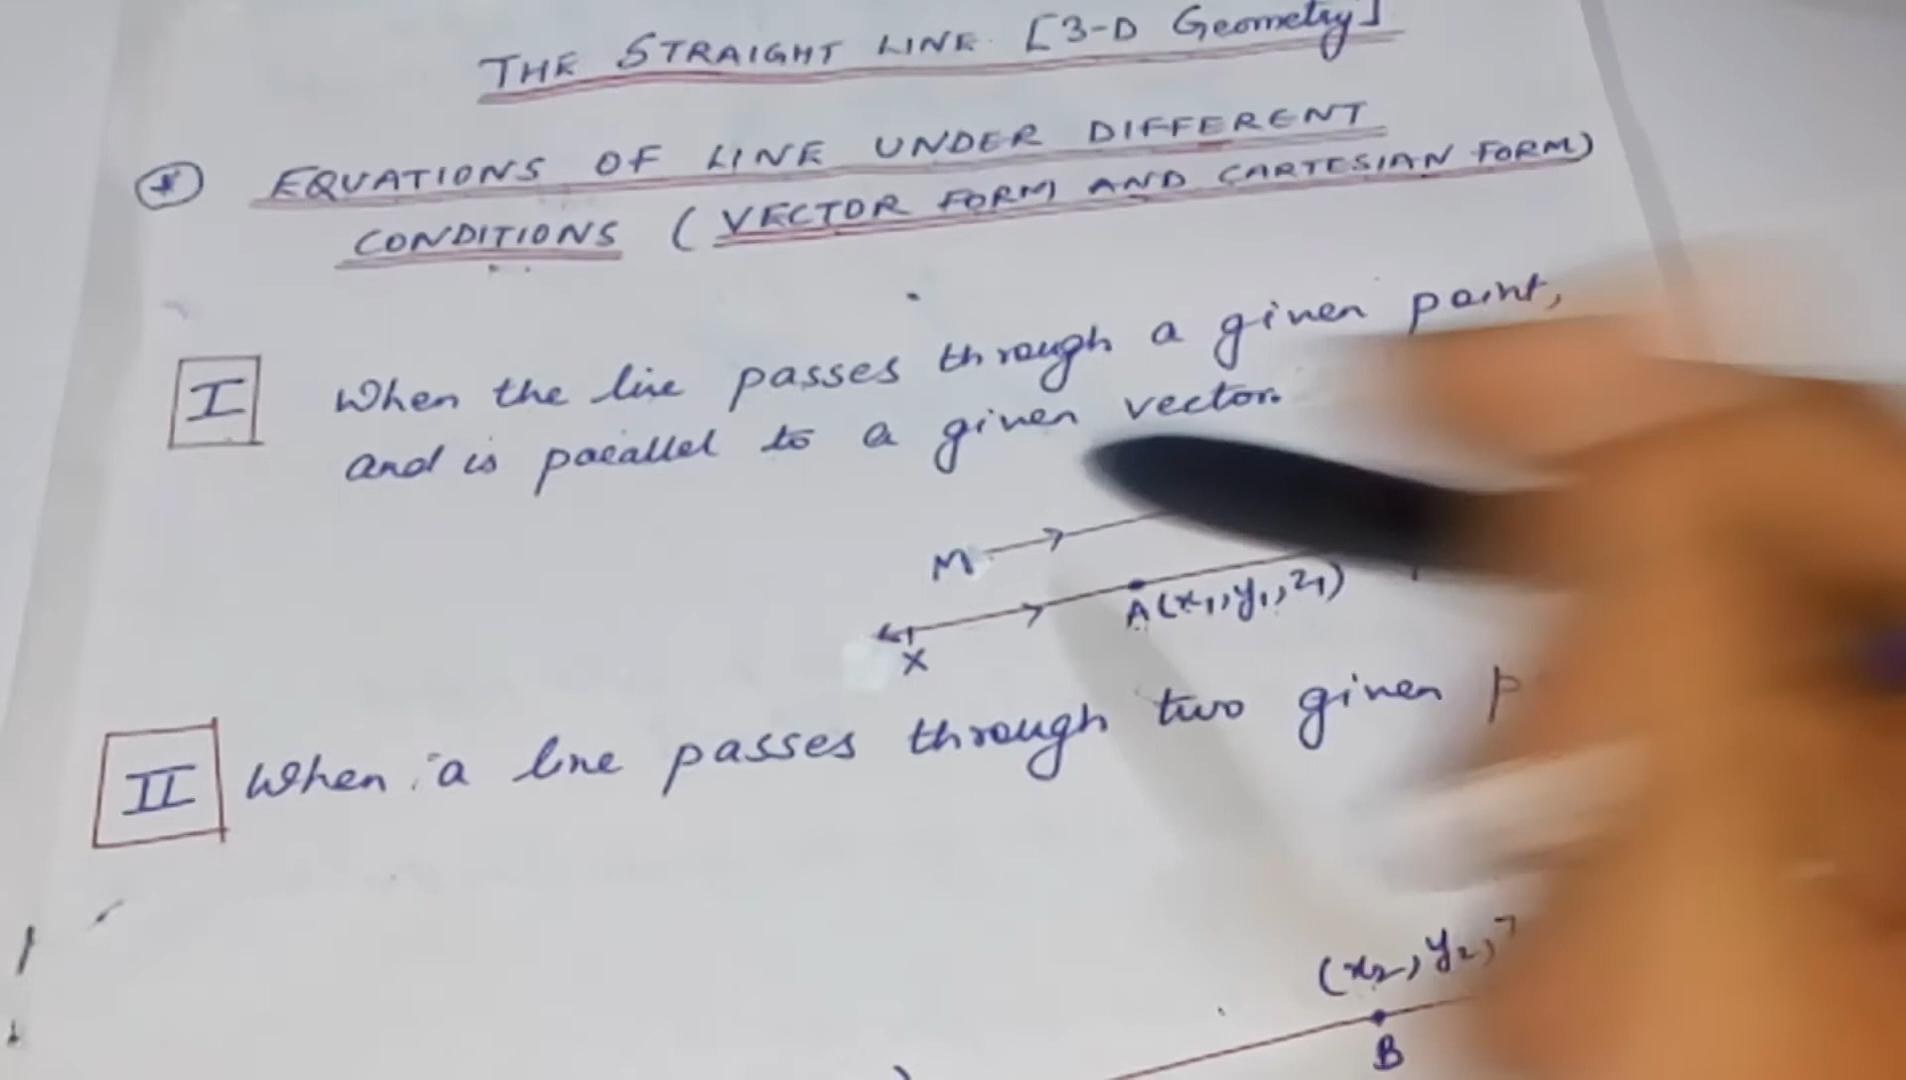 THE STRAIGHT LINE [3-D Geometry]
* EQUATIONS OF LINE UNDER DIFFERENT
CONDITIONS (VECTOR FORM AND CARTESIAN FORM)
I When the line passes through a given point,
and is parallel to a given vector.
M
A(x₁, y₁, z₁)
X
II When a line passes through two given
(x₂, y₂,
B